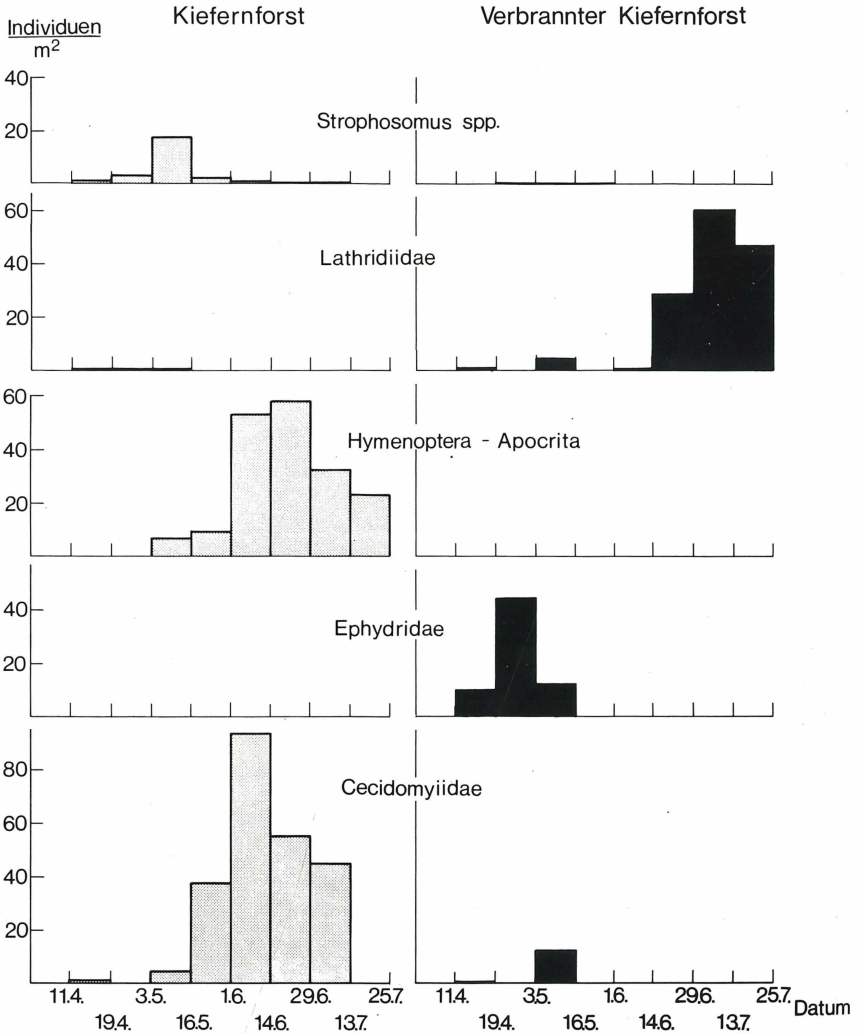 Kiefernforst Verbrannter Kiefernforst
Individuen
m²
40
20
Strophosomus spp.
60
40
20
Lathridiidae
60
40
20
Hymenoptera - Apocrita
40
20
Ephydridae
80
60
40
20
Cecidomyiidae
11.4. 3.5. 1.6. 29.6. 25.7. 11.4. 3.5. 1.6. 29.6. 25.7. Datum
19.4. 16.5. 14.6. 13.7. 19.4. 16.5. 14.6. 13.7.